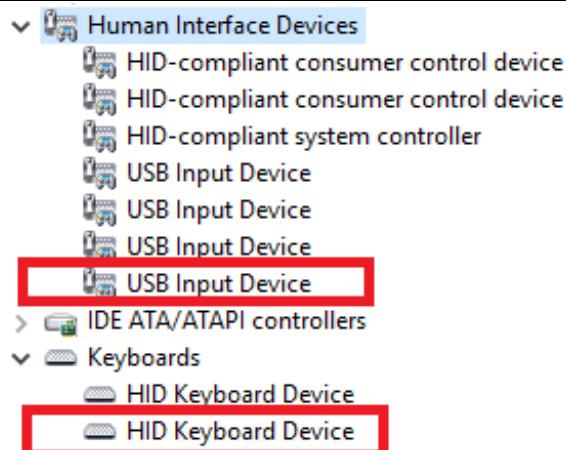 Human Interface Devices
HID-compliant consumer control device
HID-compliant consumer control device
HID-compliant system controller
USB Input Device
USB Input Device
USB Input Device
USB Input Device
IDE ATA/ATAPI controllers
Keyboards
HID Keyboard Device
HID Keyboard Device